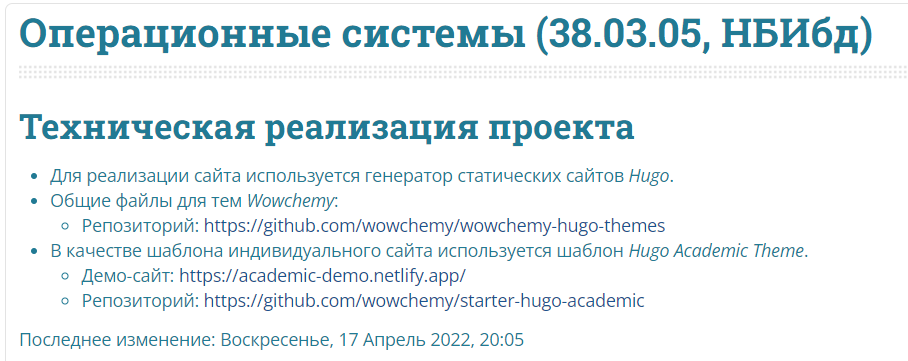 Операционные системы (38.03.05, НБИбд)
Техническая реализация проекта
• Для реализации сайта используется генератор статических сайтов Hugo.
• Общие файлы для тем Wowchemy:
◦ Репозиторий: https://github.com/wowchemy/wowchemy-hugo-themes
• В качестве шаблона индивидуального сайта используется шаблон Hugo Academic Theme.
◦ Демо-сайт: https://academic-demo.netlify.app/
◦ Репозиторий: https://github.com/wowchemy/starter-hugo-academic
Последнее изменение: Воскресенье, 17 Апрель 2022, 20:05